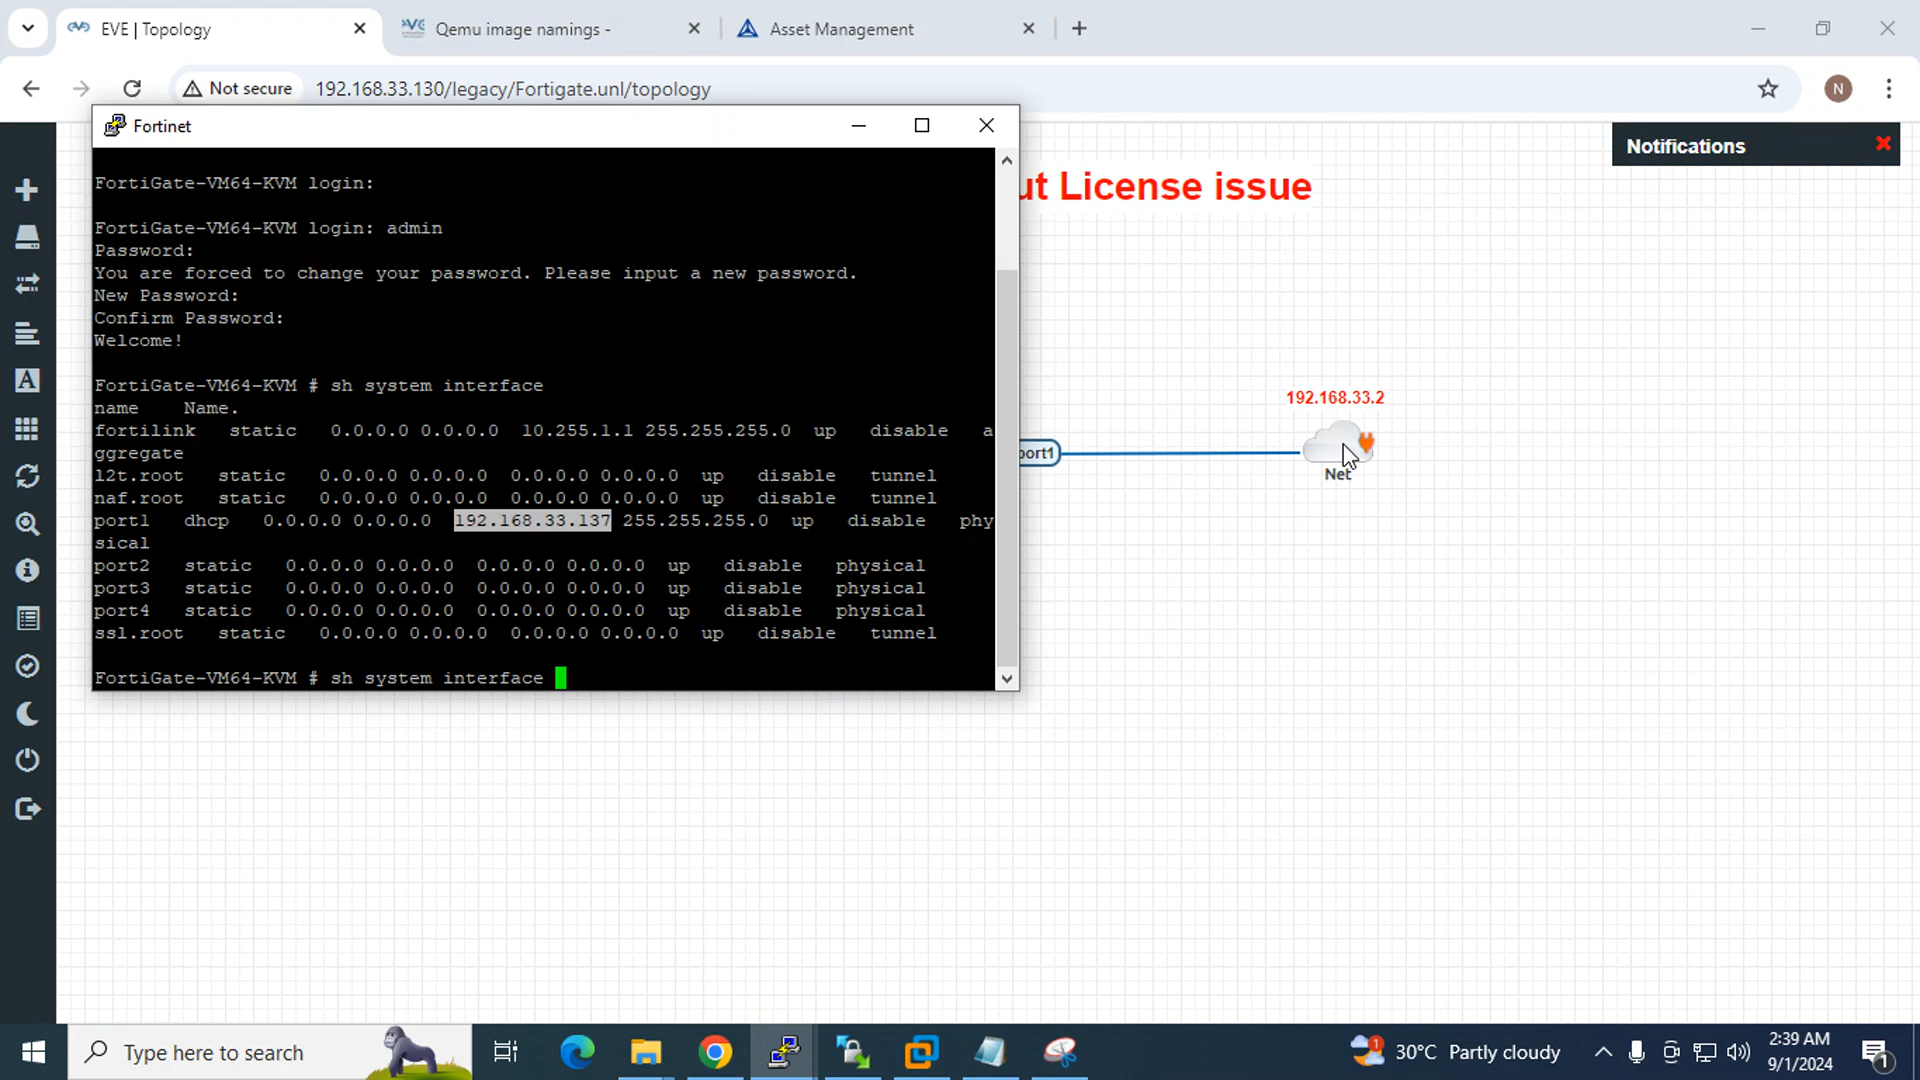 EVE | Topology
Qemu image namings -
Asset Management
Not secure
192.168.33.130/legacy/Fortigate.unl/topology
Fortinet
Notifications
ut License issue
FortiGate-VM64-KVM login:
FortiGate-VM64-KVM login: admin
Password:
You are forced to change your password. Please input a new password.
New Password:
Confirm Password:
Welcome!
FortiGate-VM64-KVM # sh system interface
name    Name.
fortilink   static   0.0.0.0 0.0.0.0  10.255.1.1 255.255.255.0  up   disable   a
ggregate
l2t.root   static   0.0.0.0 0.0.0.0  0.0.0.0 0.0.0.0  up   disable   tunnel
naf.root   static   0.0.0.0 0.0.0.0  0.0.0.0 0.0.0.0  up   disable   tunnel
port1   dhcp   0.0.0.0 0.0.0.0  192.168.33.137 255.255.255.0  up   disable   phy
sical
port2   static   0.0.0.0 0.0.0.0  0.0.0.0 0.0.0.0  up   disable   physical
port3   static   0.0.0.0 0.0.0.0  0.0.0.0 0.0.0.0  up   disable   physical
port4   static   0.0.0.0 0.0.0.0  0.0.0.0 0.0.0.0  up   disable   physical
ssl.root   static   0.0.0.0 0.0.0.0  0.0.0.0 0.0.0.0  up   disable   tunnel
FortiGate-VM64-KVM # sh system interface
192.168.33.2
port1
Net
Type here to search
30°C Partly cloudy
2:39 AM
9/1/2024
N
1
1